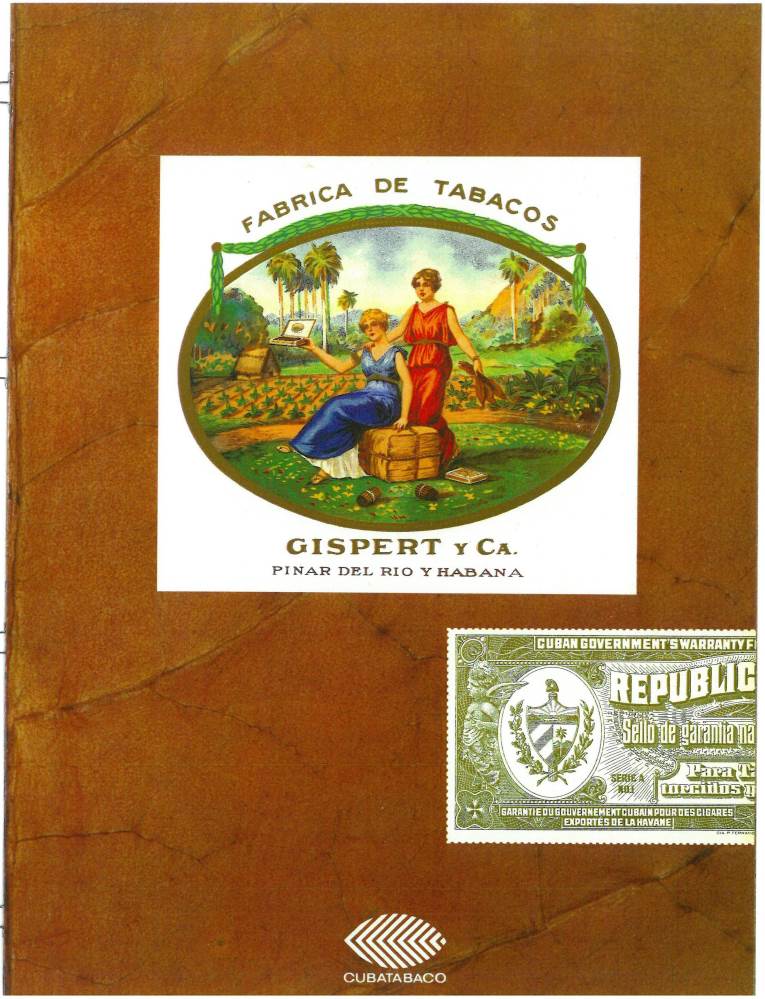 FABRICA DE TABACOS
GISPERT Y CA.
PINAR DEL RIO Y HABANA
CUBAN GOVERNMENT'S WARRANTY F
REPUBLIC
Sello de garantia na
SERIE A
Para Ta
torcidos y
GARANTIE DU GOUVERNEMENT CUBAIN POUR DES CIGARES
EXPORTÉS DE LA HAVANE
CUBATABACO